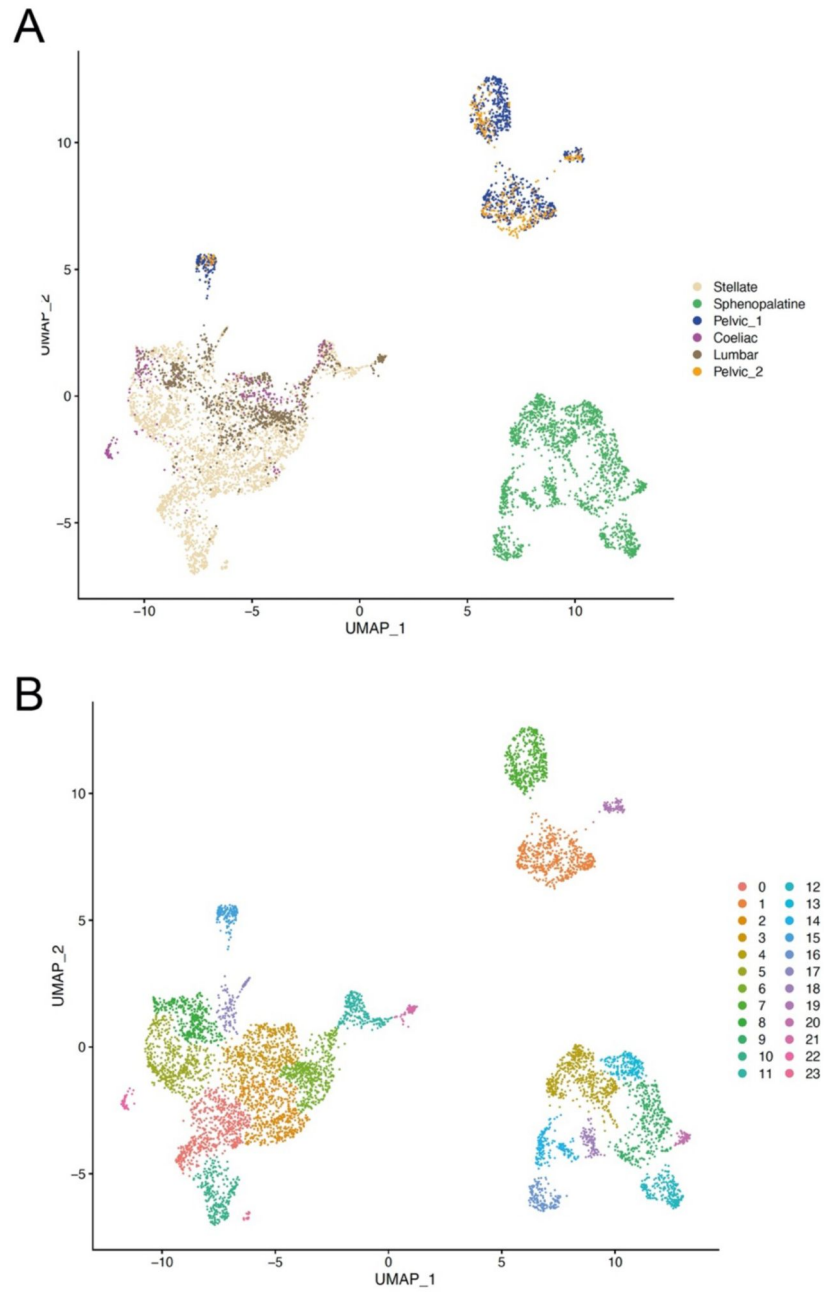 A
10
5
0
−5
UMAP_2
−10
−5
0
5
10
UMAP_1
Stellate
Sphenopalatine
Pelvic_1
Coeliac
Lumbar
Pelvic_2
B
10
5
0
−5
UMAP_2
−10
−5
0
5
10
UMAP_1
0 12
1 13
2 14
3 15
4 16
5 17
6 18
7 19
8 20
9 21
10 22
11 23